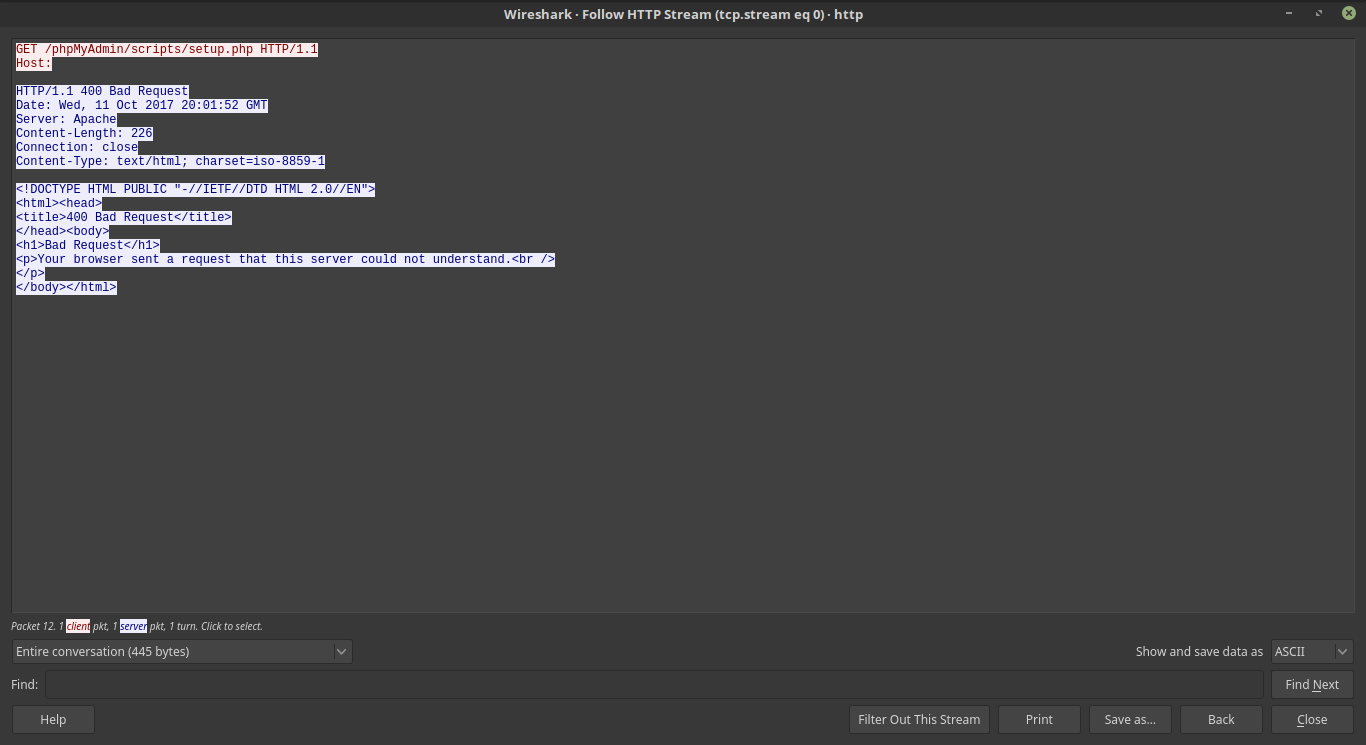 Wireshark · Follow HTTP Stream (tcp.stream eq 0) · http
GET /phpMyAdmin/scripts/setup.php HTTP/1.1
Host:
HTTP/1.1 400 Bad Request
Date: Wed, 11 Oct 2017 20:01:52 GMT
Server: Apache
Content-Length: 226
Connection: close
Content-Type: text/html; charset=iso-8859-1
<!DOCTYPE HTML PUBLIC "-//IETF//DTD HTML 2.0//EN">
<html><head>
<title>400 Bad Request</title>
</head><body>
<h1>Bad Request</h1>
<p>Your browser sent a request that this server could not understand.<br />
</p>
</body></html>
Packet 12. 1 client pkt, 1 server pkt, 1 turn. Click to select.
Entire conversation (445 bytes) Show and save data as ASCII
Find: Find Next
Help Filter Out This Stream Print Save as... Back Close